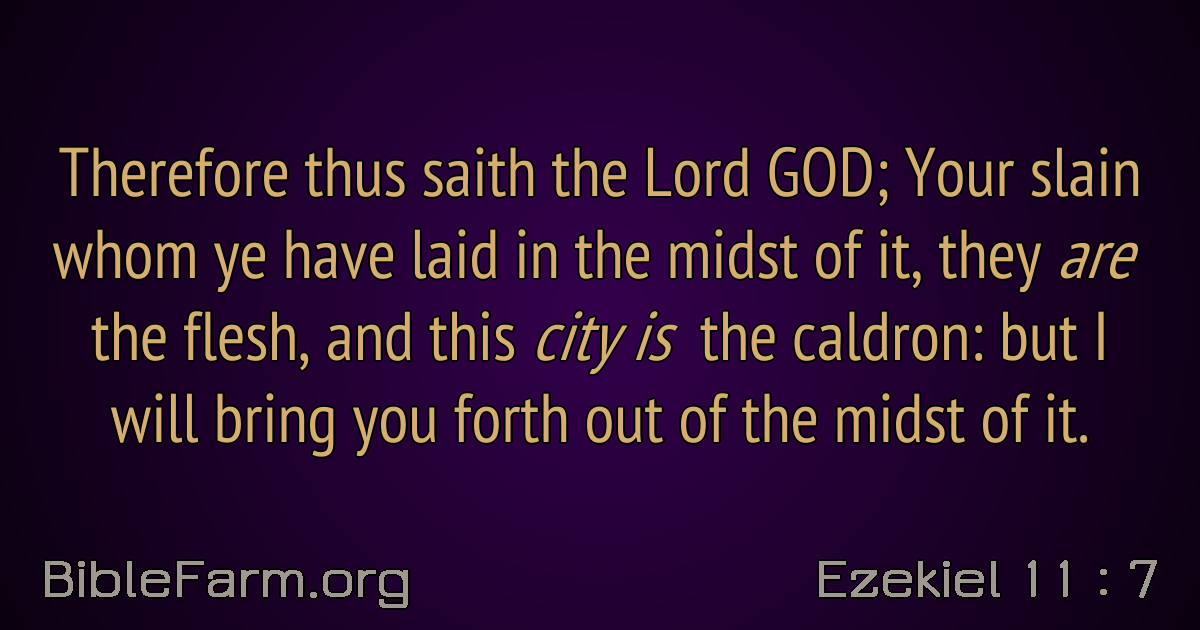 Therefore thus saith the Lord GOD; Your slain
whom ye have laid in the midst of it, they are
the flesh, and this city is the caldron: but I
will bring you forth out of the midst of it.
BibleFarm.org
Ezekiel 11 : 7